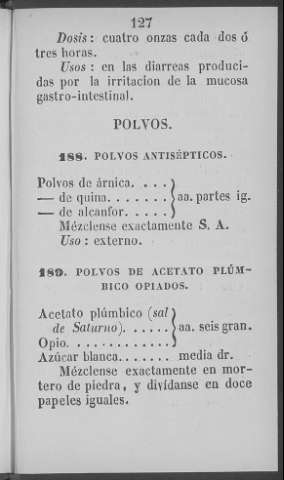 127
Dosis: cuatro onzas cada dos ó
tres horas.
Usos: en las diarreas produci-
das por la irritacion de la mucosa
gastro-intestinal.
POLVOS.
188. POLVOS ANTISÉPTICOS.
Polvos de árnica. . . .
— de quina. . . . . . . } aa. partes ig.
— de alcanfor. . . . .
Mézclense exactamente S. A.
Uso: externo.
189. POLVOS DE ACETATO PLÚM-
BICO OPIADOS.
Acetato plúmbico (sal
de Saturno). . . . . . } aa. seis gran.
Opio. . . . . . . . . . . . .
Azúcar blanca. . . . . . . media dr.
Mézclense exactamente en mor-
tero de piedra, y divídanse en doce
papeles iguales.